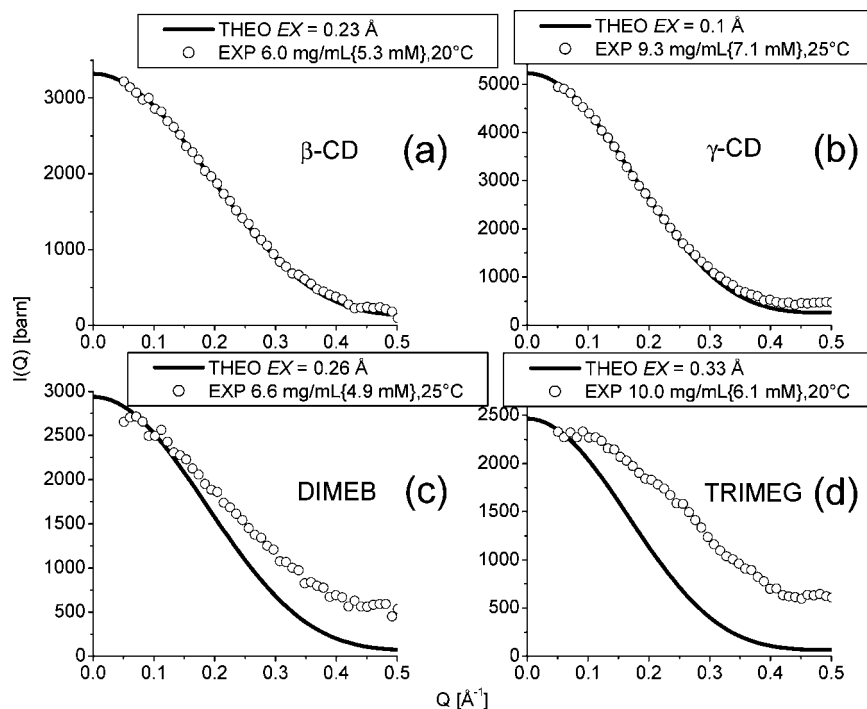 THEO EX = 0.23 Å
EXP 6.0 mg/mL{5.3 mM},20°C
β-CD
(a)
3000
2000
1000
0
0.0 0.1 0.2 0.3 0.4 0.5
THEO EX = 0.1 Å
EXP 9.3 mg/mL{7.1 mM},25°C
γ-CD
(b)
5000
4000
3000
2000
1000
0
0.0 0.1 0.2 0.3 0.4 0.5
I(Q) [barn]
THEO EX = 0.26 Å
EXP 6.6 mg/mL{4.9 mM},25°C
DIMEB
(c)
3000
2500
2000
1500
1000
500
0
0.0 0.1 0.2 0.3 0.4 0.5
THEO EX = 0.33 Å
EXP 10.0 mg/mL{6.1 mM},20°C
TRIMEG
(d)
2500
2000
1500
1000
500
0
0.0 0.1 0.2 0.3 0.4 0.5
Q [Å⁻¹]